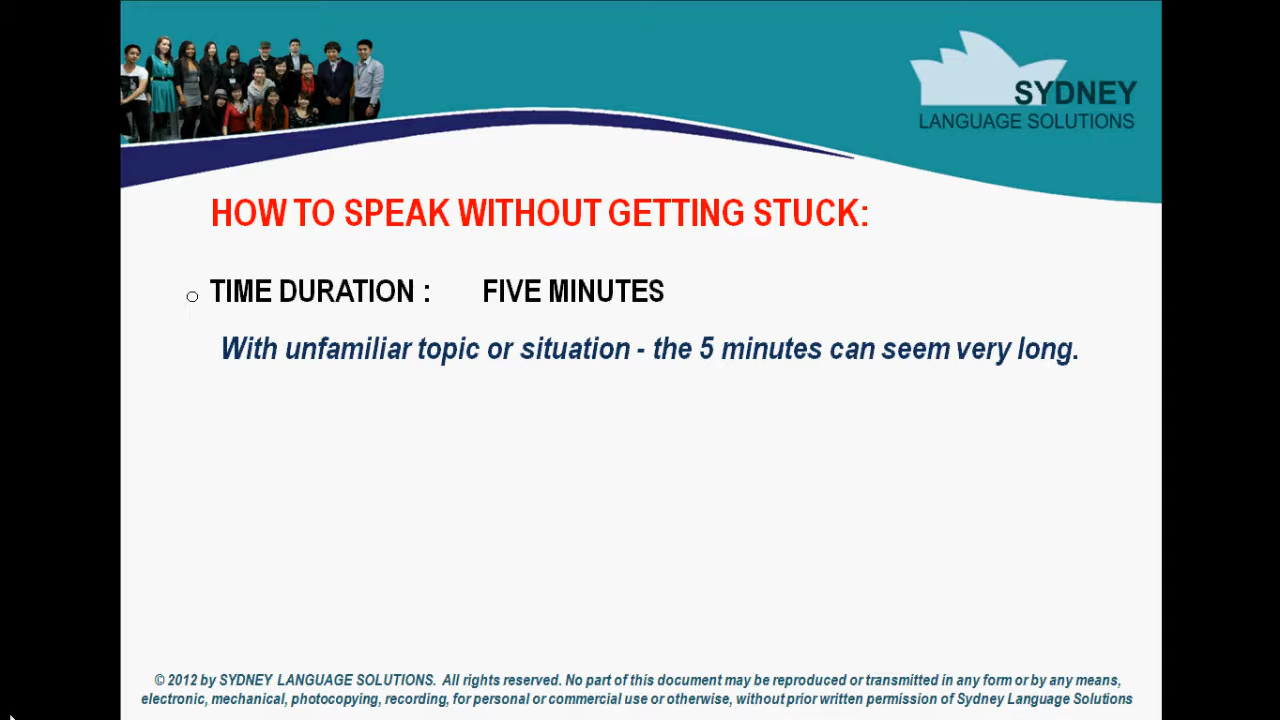 SYDNEY
LANGUAGE SOLUTIONS
HOW TO SPEAK WITHOUT GETTING STUCK:
TIME DURATION : FIVE MINUTES
With unfamiliar topic or situation - the 5 minutes can seem very long.
© 2012 by SYDNEY LANGUAGE SOLUTIONS. All rights reserved. No part of this document may be reproduced or transmitted in any form or by any means,
electronic, mechanical, photocopying, recording, for personal or commercial use or otherwise, without prior written permission of Sydney Language Solutions